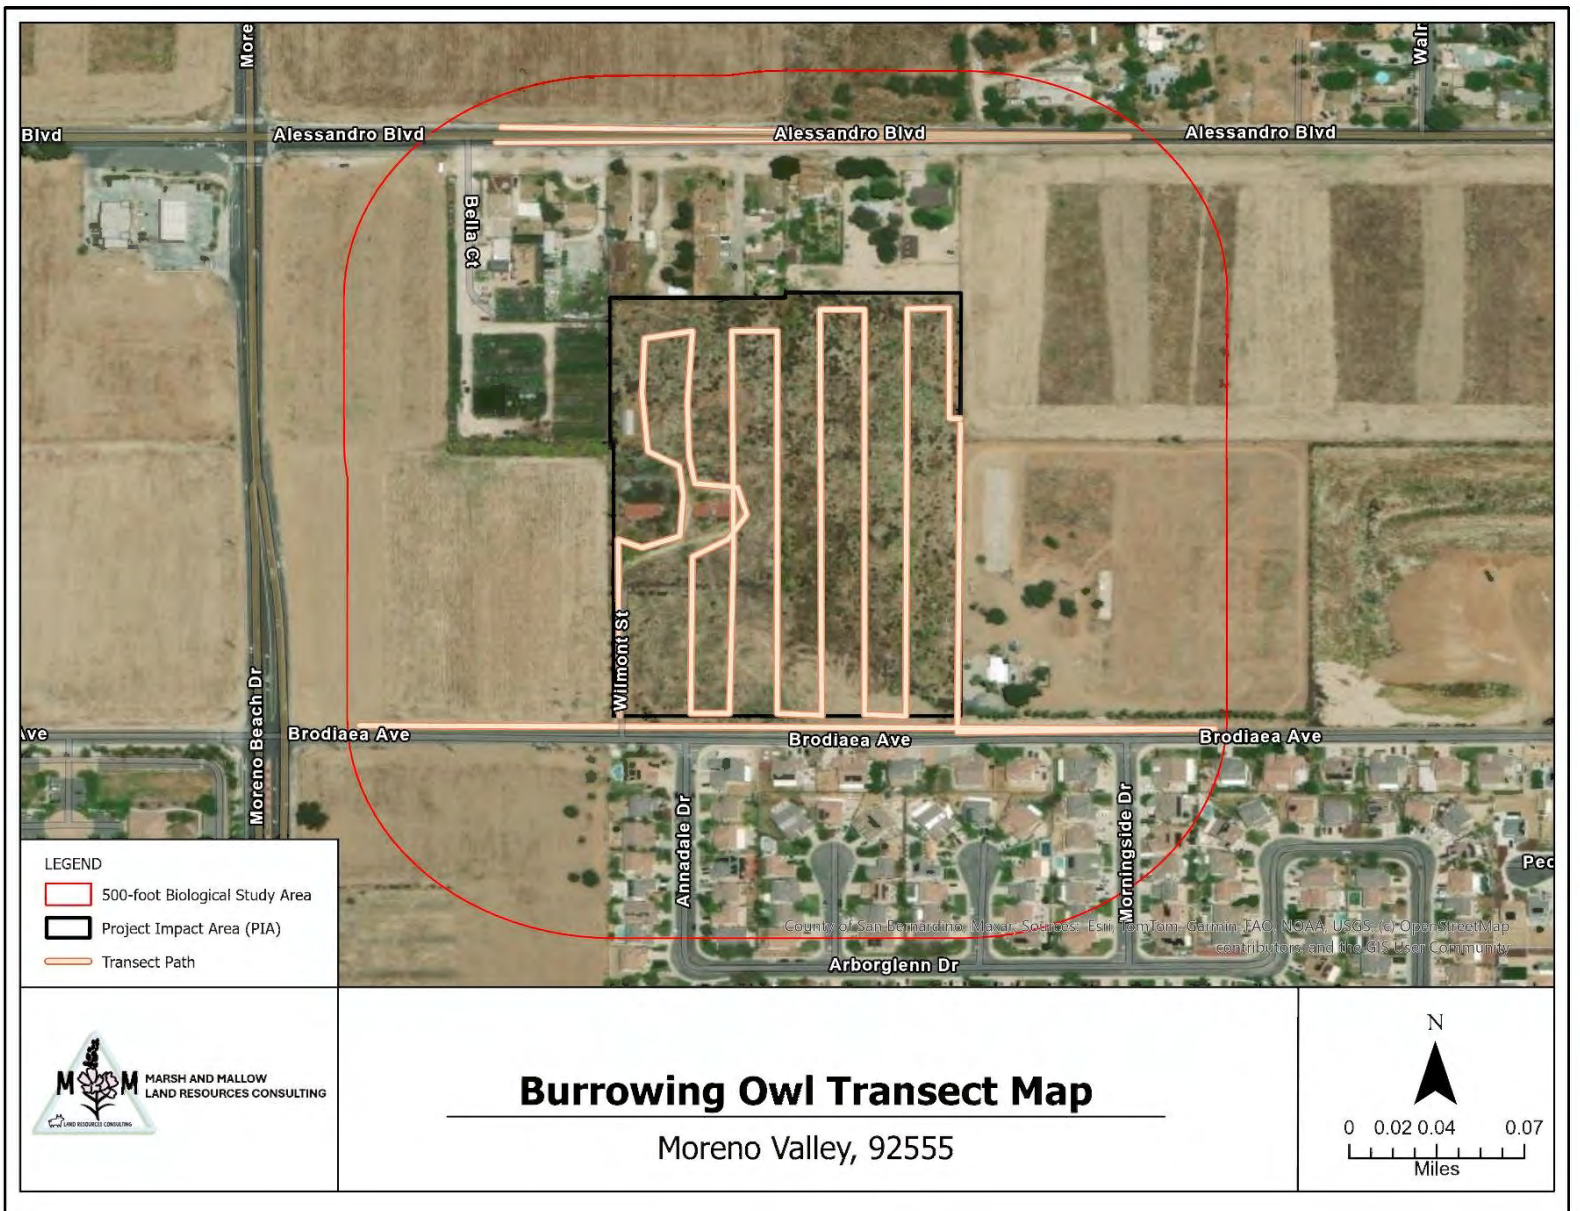 More
Walr
Blvd
Alessandro Blvd
Alessandro Blvd
Alessandro Blvd
Bella Ct
Wilmont St
Moreno Beach Dr
Ave
Brodiaea Ave
Brodiaea Ave
Brodiaea Ave
Annadale Dr
Morningside Dr
Ped
Arborglenn Dr
County of San Bernardino, Maxar, Sources: Esri, TomTom, Garmin, FAO, NOAA, USGS, (c) OpenStreetMap
contributors, and the GIS User Community
LEGEND
500-foot Biological Study Area
Project Impact Area (PIA)
Transect Path
M M
MARSH AND MALLOW
LAND RESOURCES CONSULTING
LAND RESOURCES CONSULTING
Burrowing Owl Transect Map
Moreno Valley, 92555
N
0 0.02 0.04 0.07
Miles